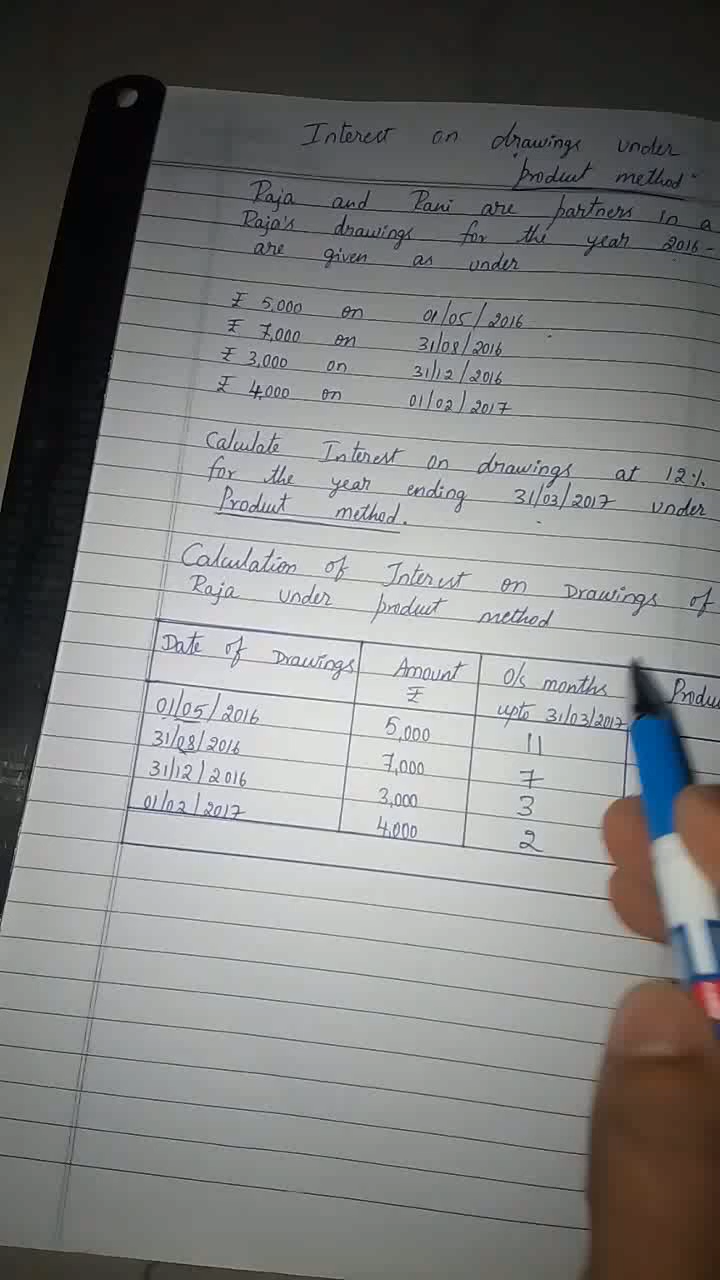 Interest on drawings under
"product method"
Raja and Rani are partners in a
Raja's drawings for the year 2016-
are given as under
₹ 5,000 on 01/05/2016
₹ 7,000 on 31/08/2016
₹ 3,000 on 31/12/2016
₹ 4,000 on 01/02/2017
Calculate Interest on drawings at 12%
for the year ending 31/03/2017 under
Product method.
Calculation of Interest on Drawings of
Raja under product method
Date of Drawings Amount ₹ O/s months upto 31/03/2017 Produ
01/05/2016 5,000 11
31/08/2016 7,000 7
31/12/2016 3,000 3
01/02/2017 4,000 2